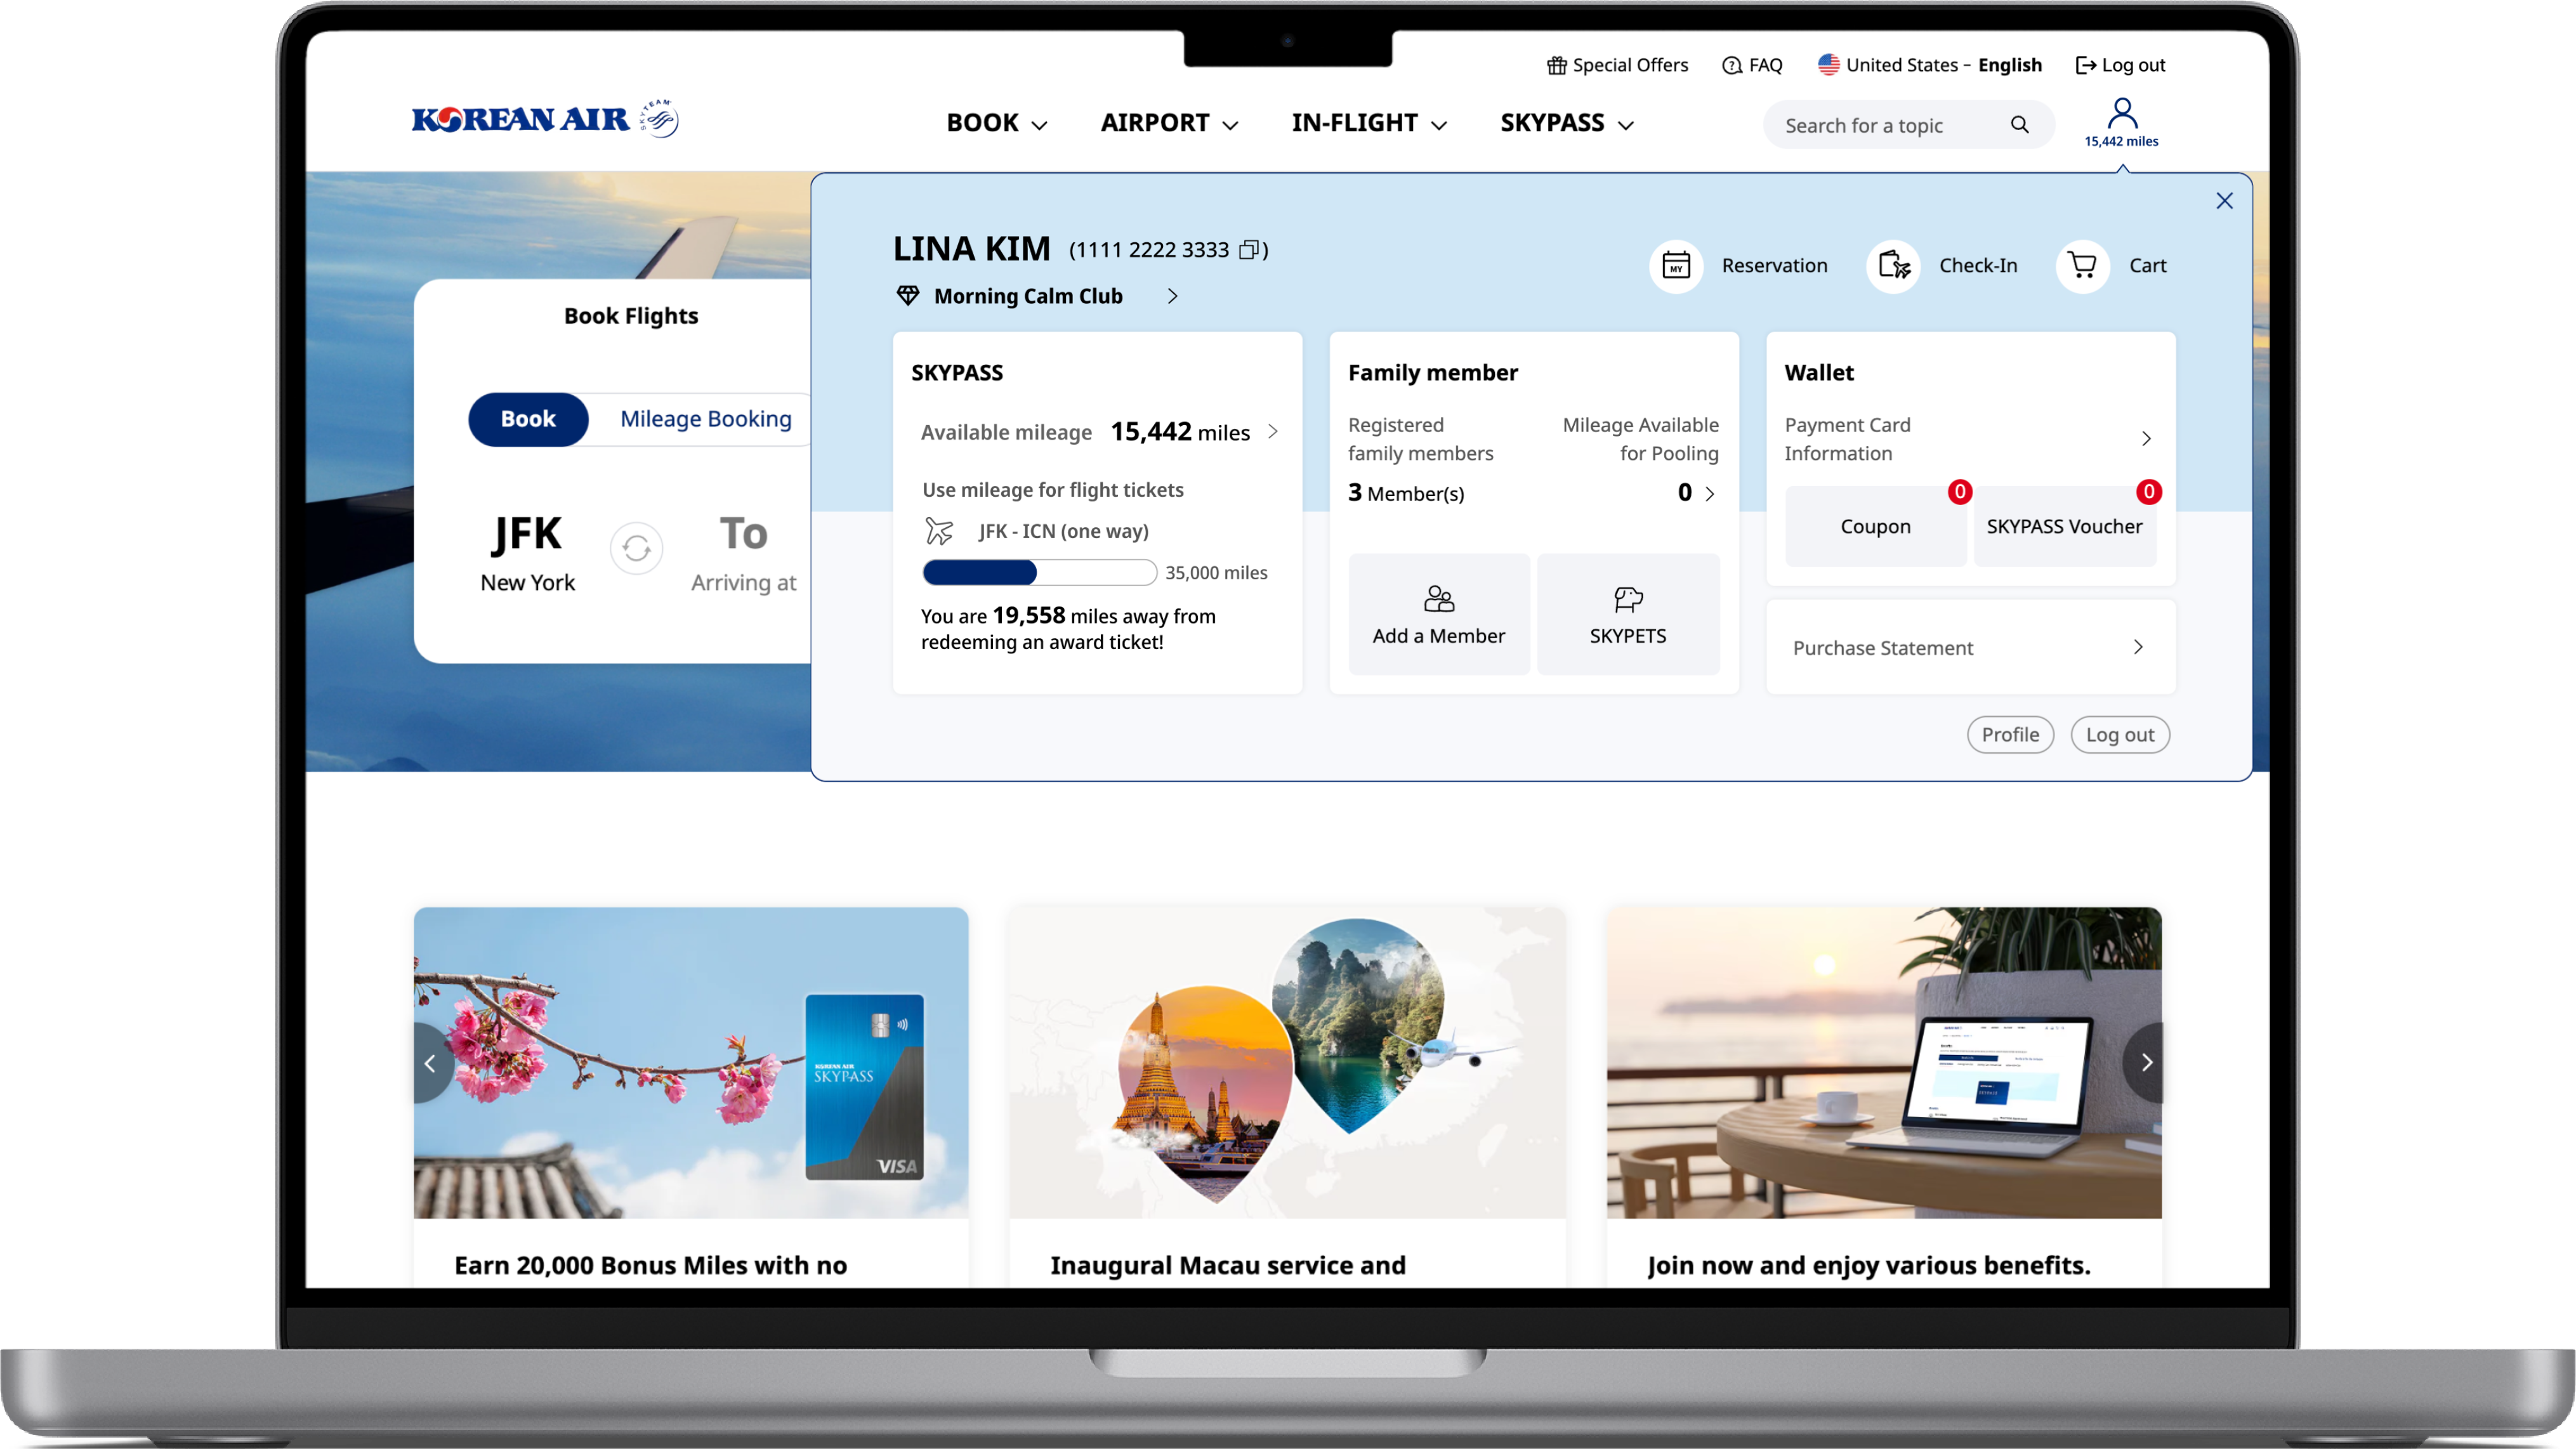 Special Offers
FAQ
United States – English
Log out
KOREAN AIR
SKYTEAM
BOOK
AIRPORT
IN-FLIGHT
SKYPASS
Search for a topic
15,442 miles
Book Flights
Book
Mileage Booking
JFK
New York
To
Arriving at
LINA KIM (1111 2222 3333)
Morning Calm Club
MY
Reservation
Check-In
Cart
SKYPASS
Available mileage 15,442 miles
Use mileage for flight tickets
JFK - ICN (one way)
35,000 miles
You are 19,558 miles away from
redeeming an award ticket!
Family member
Registered
family members
3 Member(s)
Mileage Available
for Pooling
0
Add a Member
SKYPETS
Wallet
Payment Card
Information
0
Coupon
0
SKYPASS Voucher
Purchase Statement
Profile
Log out
KOREAN AIR
SKYPASS
VISA
Earn 20,000 Bonus Miles with no
Inaugural Macau service and
Join now and enjoy various benefits.